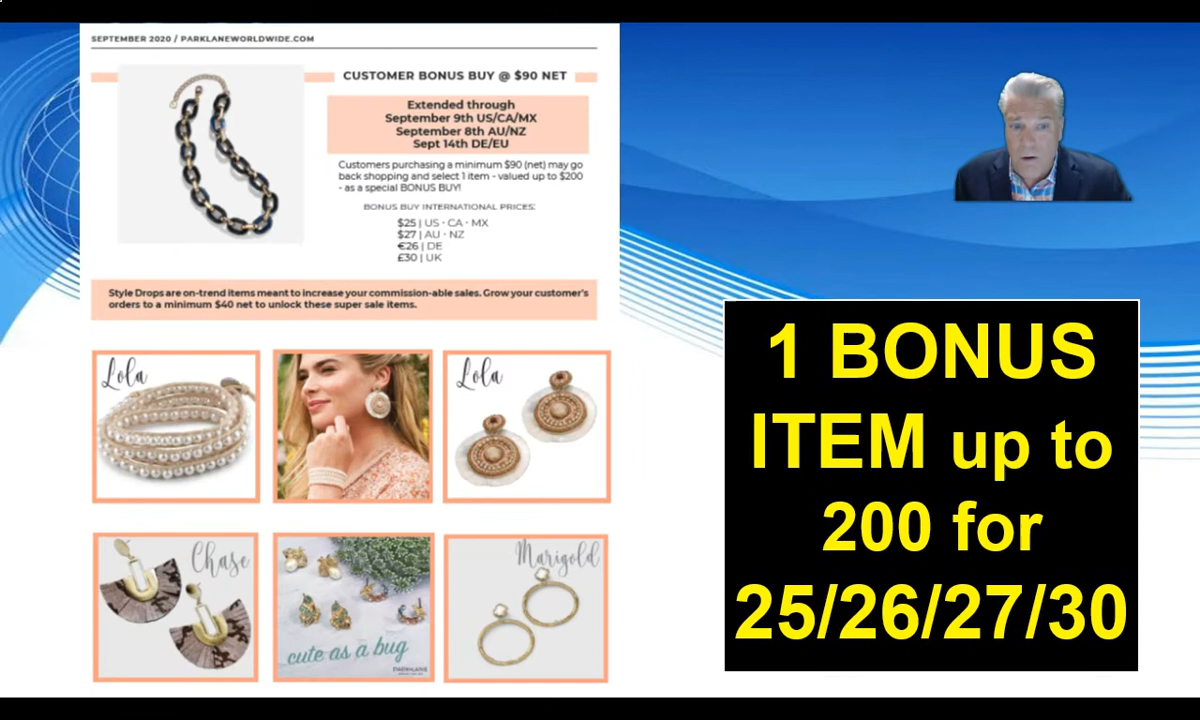 SEPTEMBER 2020 / PARKLANEWORLDWIDE.COM
CUSTOMER BONUS BUY @ $90 NET
Extended through
September 9th US/CA/MX
September 8th AU/NZ
Sept 14th DE/EU
Customers purchasing a minimum $90 (net) may go
back shopping and select 1 item - valued up to $200
- as a special BONUS BUY!
BONUS BUY INTERNATIONAL PRICES:
$25 | US - CA - MX
$27 | AU - NZ
€26 | DE
£30 | UK
Style Drops are on-trend items meant to increase your commission-able sales. Grow your customer's
orders to a minimum $40 net to unlock these super sale items.
Lola
Lola
Chase
cute as a bug
PARK LANE
Marigold
1 BONUS
ITEM up to
200 for
25/26/27/30